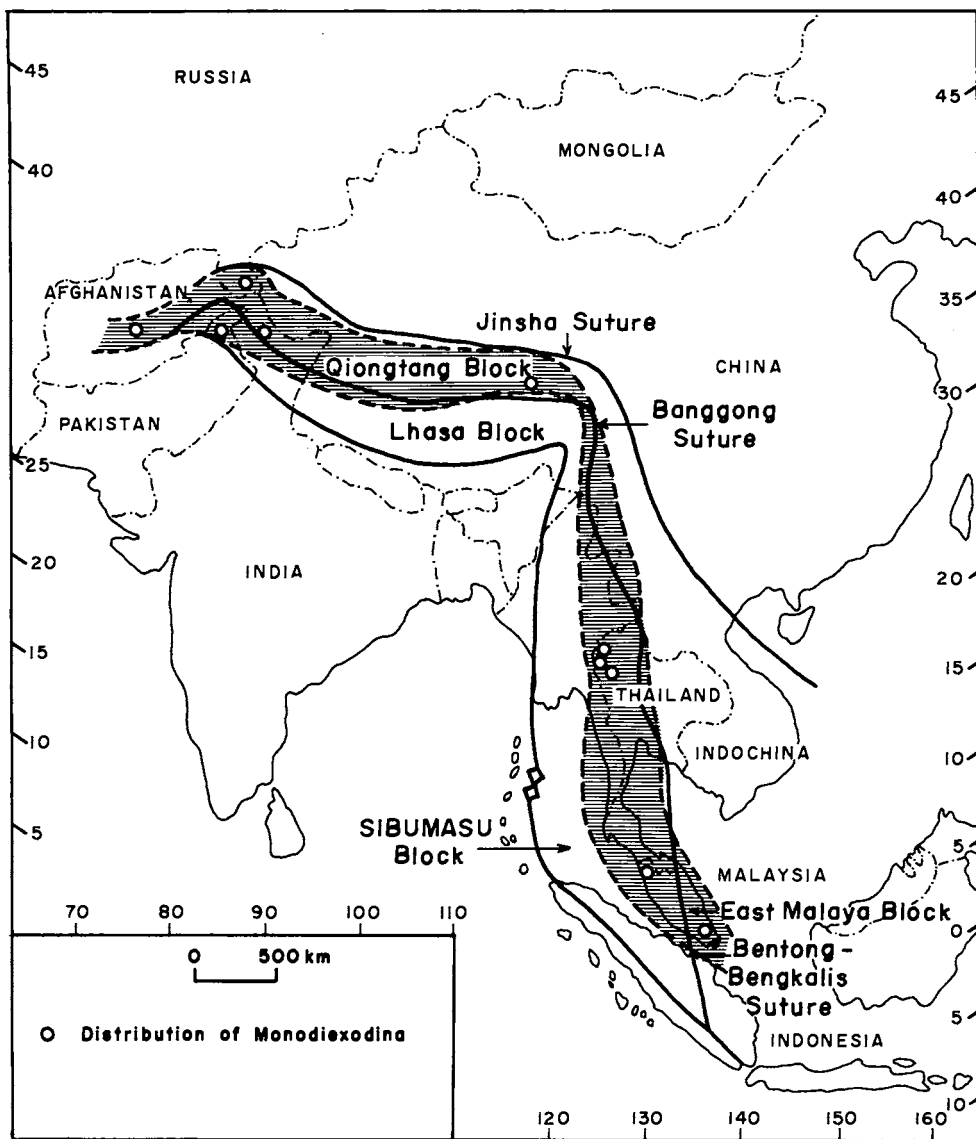 45
RUSSIA
45
MONGOLIA
40
40
AFGHANISTAN
35
35
Jinsha Suture
CHINA
Qiongtang Block
30
30
Banggong
Suture
PAKISTAN
Lhasa Block
25
25
20
INDIA
20
15
15
THAILAND
10
INDOCHINA
10
SIBUMASU
Block
5
5
MALAYSIA
70
80
90
100
110
East Malaya Block
0
Bentong-
Bengkalis
Suture
0 500 km
5
Distribution of Monodiexodina
INDONESIA
10
120
130
140
150
160